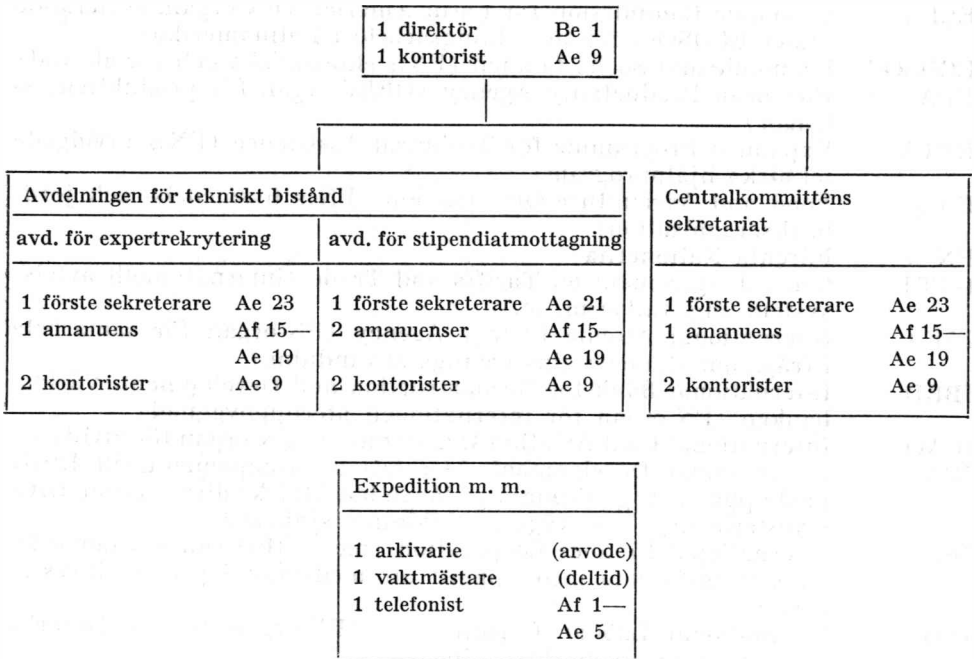 1 direktör Be 1
1 kontorist Ae 9
Avdelningen för tekniskt bistånd
avd. för expertrekrytering
1 förste sekreterare Ae 23
1 amanuens Af 15—
Ae 19
2 kontorister Ae 9
avd. för stipendiatmottagning
1 förste sekreterare Ae 21
2 amanuenser Af 15—
Ae 19
2 kontorister Ae 8
Centralkommitténs
sekretariat
1 förste sekreterare Ae 23
1 amanuens Af 15—
Ae 19
2 kontorister Ae 9
Expedition m. m.
1 arkivarie (arvode)
1 vaktmästare (deltid)
1 telefonist Af 1—
Ae 5